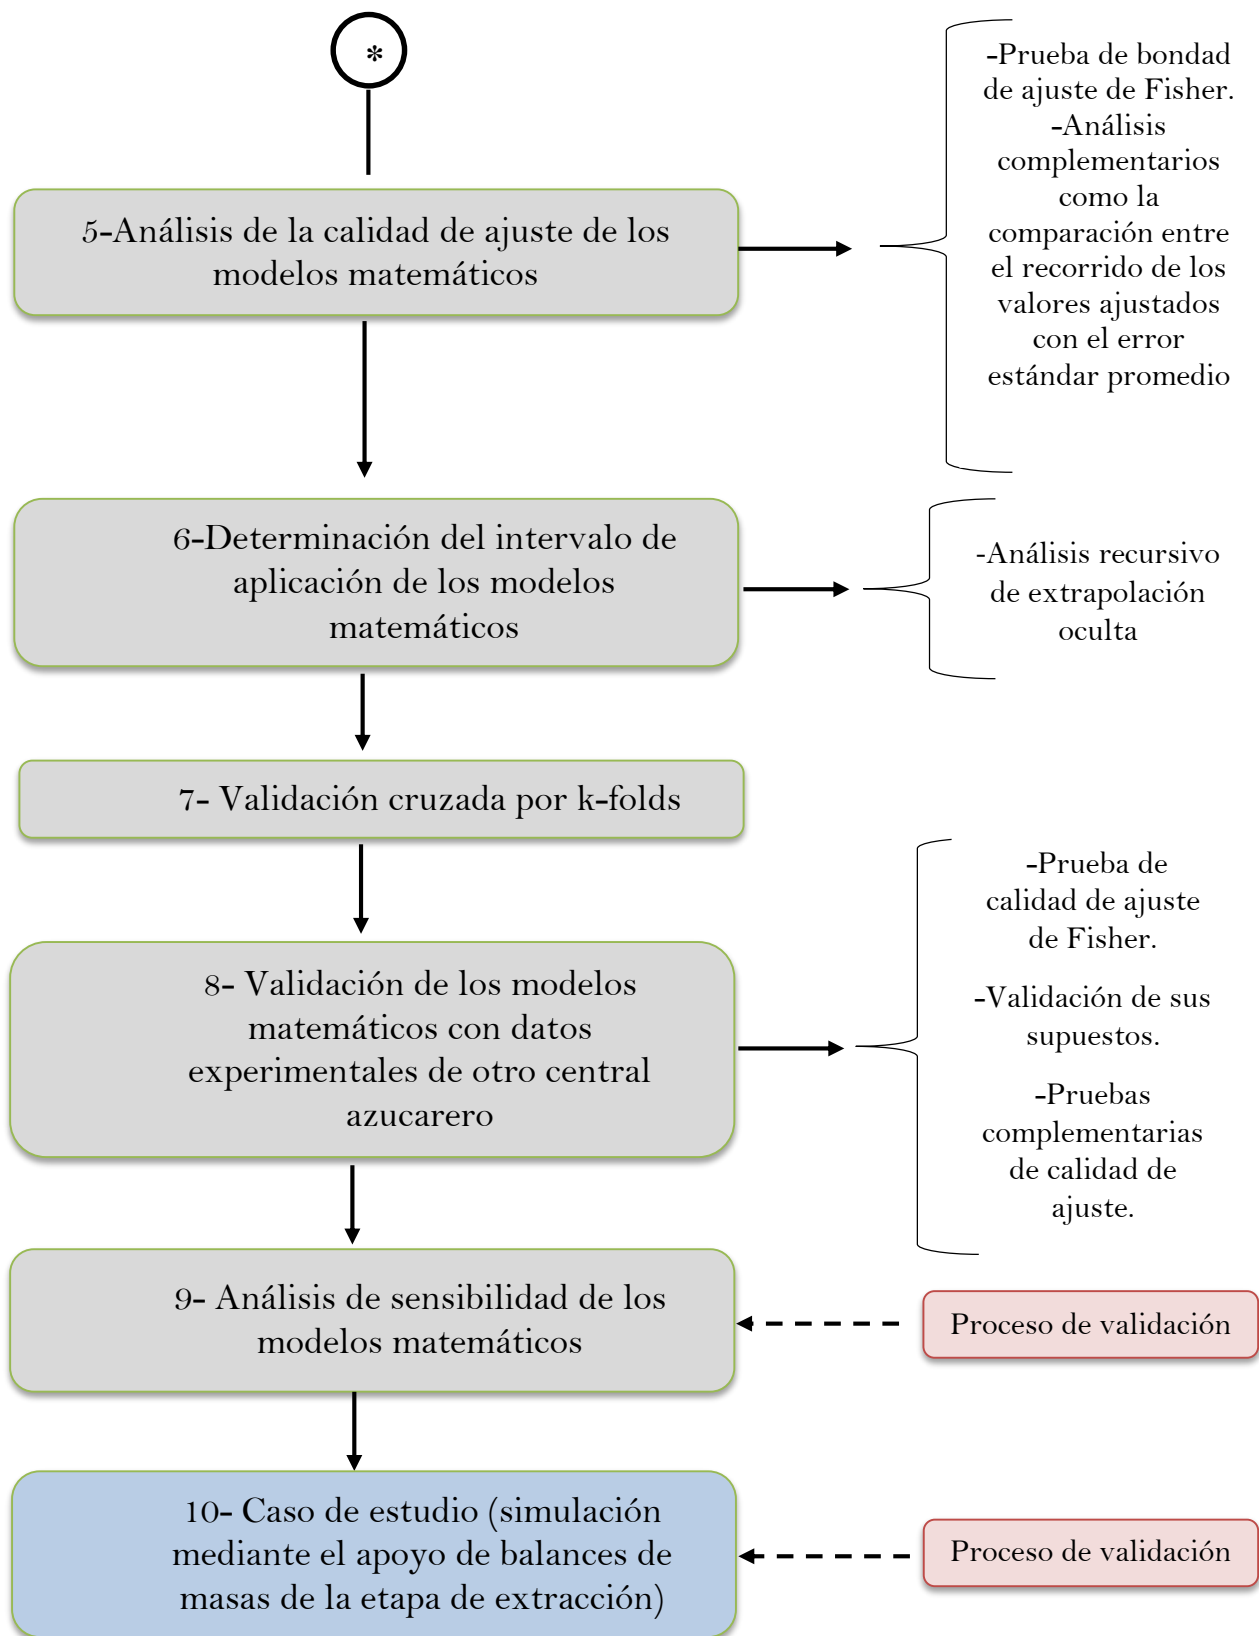 *
5-Análisis de la calidad de ajuste de los
modelos matemáticos
-Prueba de bondad
de ajuste de Fisher.
-Análisis
complementarios
como la
comparación entre
el recorrido de los
valores ajustados
con el error
estándar promedio
6-Determinación del intervalo de
aplicación de los modelos
matemáticos
-Análisis recursivo
de extrapolación
oculta
7- Validación cruzada por k-folds
8- Validación de los modelos
matemáticos con datos
experimentales de otro central
azucarero
-Prueba de
calidad de ajuste
de Fisher.
-Validación de sus
supuestos.
-Pruebas
complementarias
de calidad de
ajuste.
9- Análisis de sensibilidad de los
modelos matemáticos
Proceso de validación
10- Caso de estudio (simulación
mediante el apoyo de balances de
masas de la etapa de extracción)
Proceso de validación